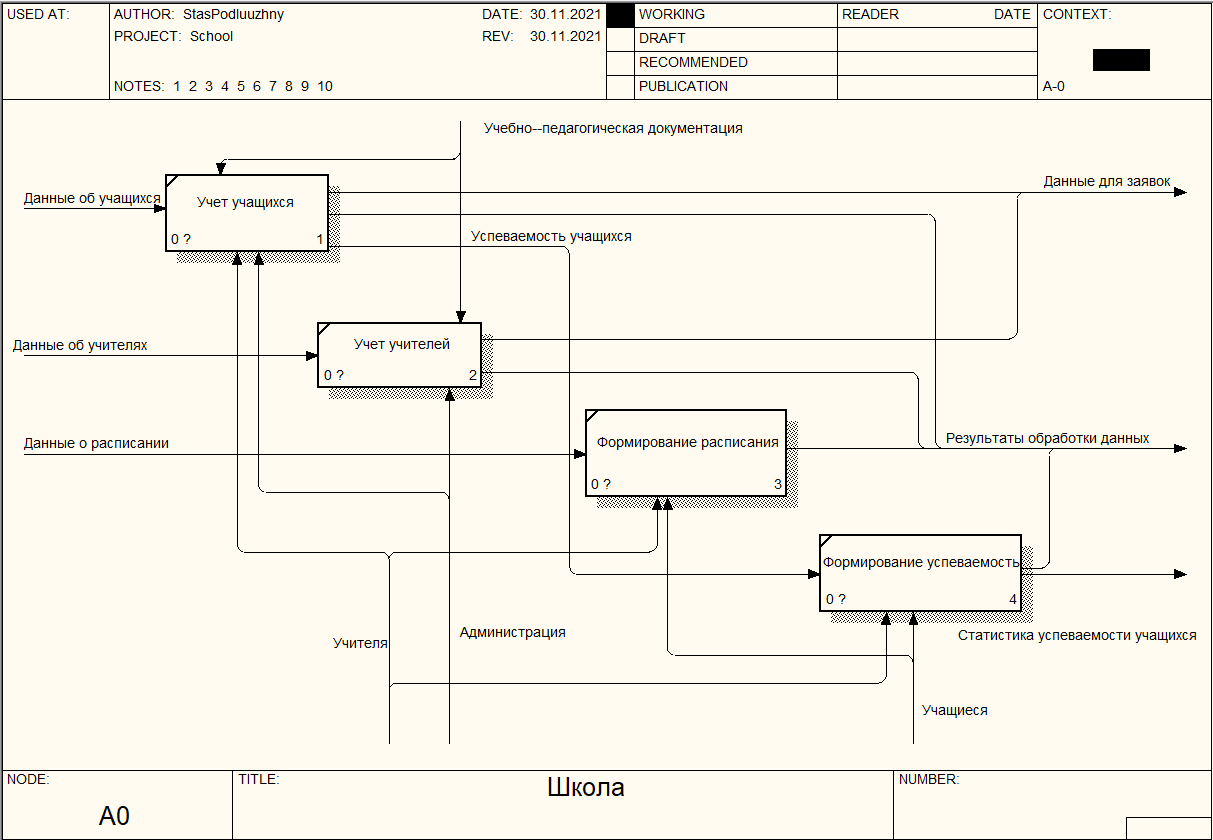 USED AT:
AUTHOR: StasPodluuzhny
DATE: 30.11.2021
PROJECT: School
REV: 30.11.2021
NOTES: 1 2 3 4 5 6 7 8 9 10
WORKING
DRAFT
RECOMMENDED
PUBLICATION
READER DATE
CONTEXT:
A-0
Учебно--педагогическая документация
Данные об учащихся
Учет учащихся
0 ? 1
Данные для заявок
Успеваемость учащихся
Данные об учителях
Учет учителей
0 ? 2
Данные о расписании
Формирование расписания
0 ? 3
Результаты обработки данных
Формирование успеваемость
0 ? 4
Учителя
Администрация
Статистика успеваемости учащихся
Учащиеся
NODE:
A0
TITLE:
Школа
NUMBER: